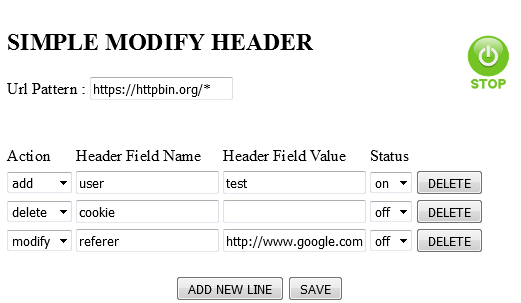 SIMPLE MODIFY HEADER
STOP
Url Pattern : https://httpbin.org/*
Action Header Field Name Header Field Value Status
add user test on DELETE
delete cookie off DELETE
modify referer http://www.google.com off DELETE
ADD NEW LINE SAVE